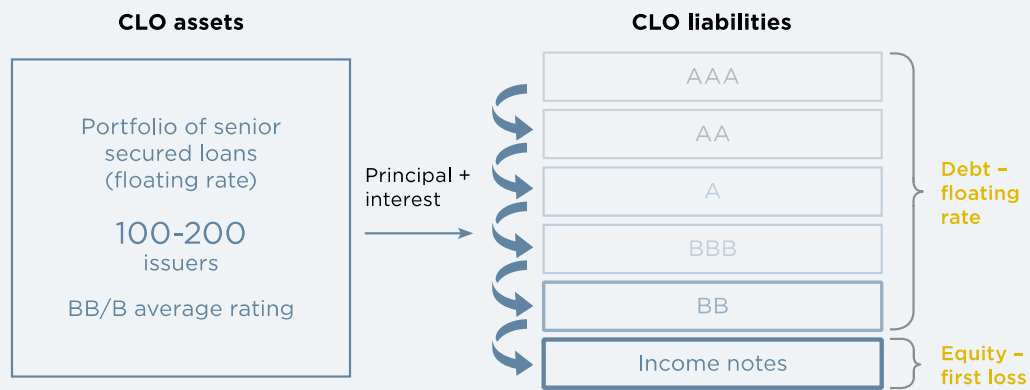 CLO assets
Portfolio of senior
secured loans
(floating rate)
100-200
issuers
BB/B average rating
Principal +
interest
CLO liabilities
AAA
AA
A
BBB
BB
Income notes
Debt –
floating
rate
Equity –
first loss